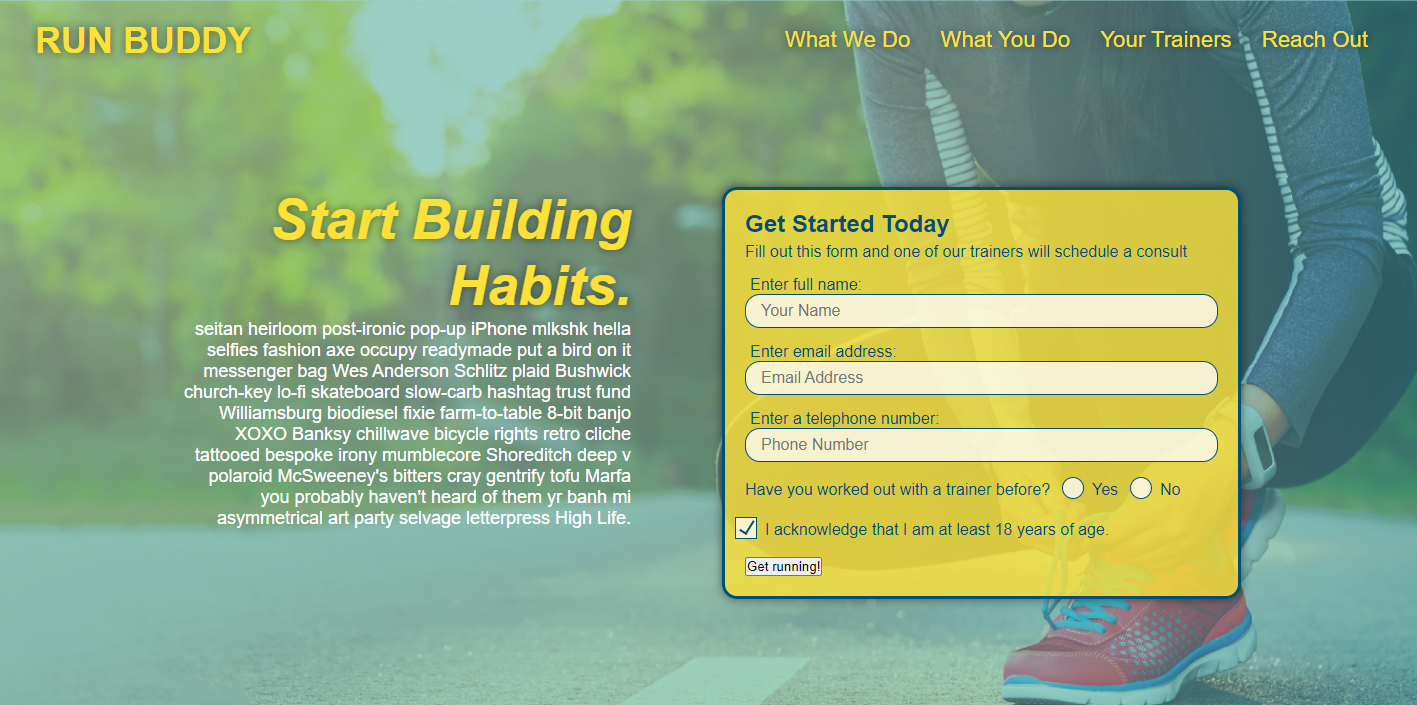 RUN BUDDY
What We Do What You Do Your Trainers Reach Out
Start Building
Habits.
seitan heirloom post-ironic pop-up iPhone mlkshk hella
selfies fashion axe occupy readymade put a bird on it
messenger bag Wes Anderson Schlitz plaid Bushwick
church-key lo-fi skateboard slow-carb hashtag trust fund
Williamsburg biodiesel fixie farm-to-table 8-bit banjo
XOXO Banksy chillwave bicycle rights retro cliche
tattooed bespoke irony mumblecore Shoreditch deep v
polaroid McSweeney's bitters cray gentrify tofu Marfa
you probably haven't heard of them yr banh mi
asymmetrical art party selvage letterpress High Life.
Get Started Today
Fill out this form and one of our trainers will schedule a consult
Enter full name:
Your Name
Enter email address:
Email Address
Enter a telephone number:
Phone Number
Have you worked out with a trainer before? Yes No
I acknowledge that I am at least 18 years of age.
Get running!